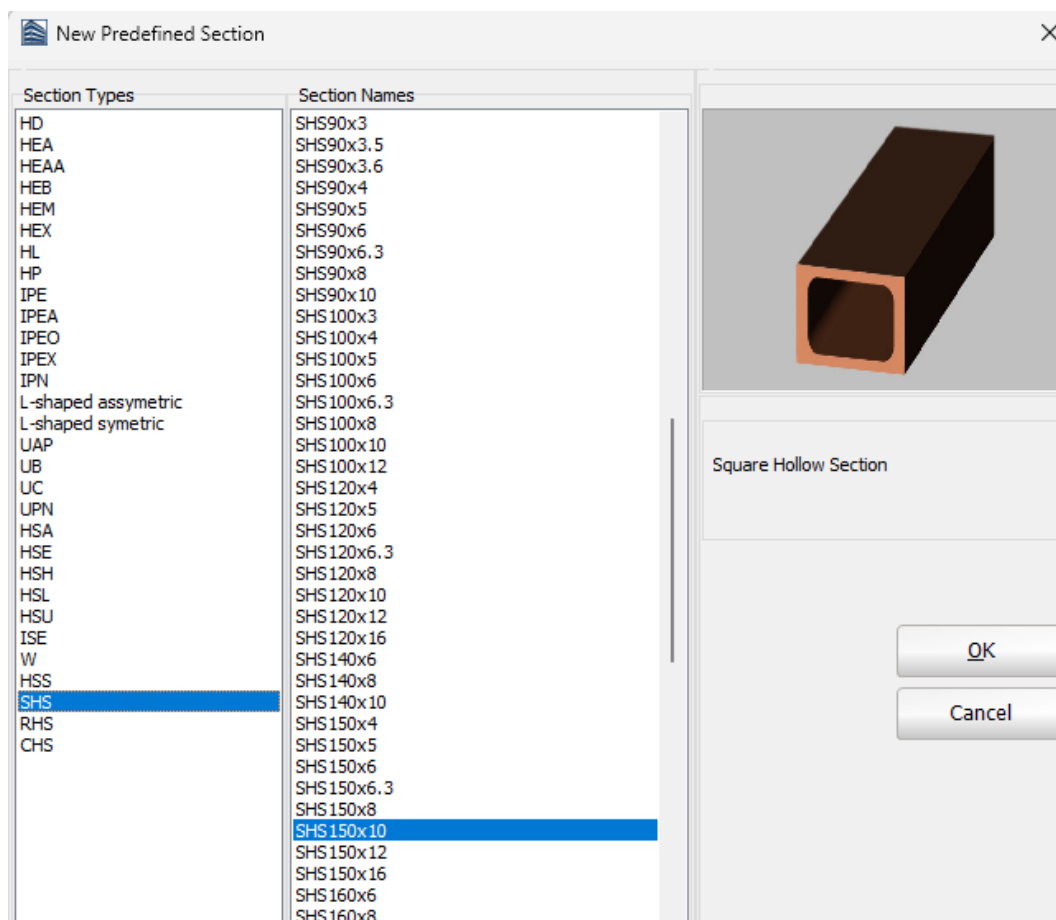 New Predefined Section
Section Types
HD
HEA
HEAA
HEB
HEM
HEX
HL
HP
IPE
IPEA
IPEO
IPEX
IPN
L-shaped assymetric
L-shaped symetric
UAP
UB
UC
UPN
HSA
HSE
HSH
HSL
HSU
ISE
W
HSS
SHS
RHS
CHS
Section Names
SHS90x3
SHS90x3.5
SHS90x3.6
SHS90x4
SHS90x5
SHS90x6
SHS90x6.3
SHS90x8
SHS90x10
SHS100x3
SHS100x4
SHS100x5
SHS100x6
SHS100x6.3
SHS100x8
SHS100x10
SHS100x12
SHS120x4
SHS120x5
SHS120x6
SHS120x6.3
SHS120x8
SHS120x10
SHS120x12
SHS120x16
SHS140x6
SHS140x8
SHS140x10
SHS150x4
SHS150x5
SHS150x6
SHS150x6.3
SHS150x8
SHS150x10
SHS150x12
SHS150x16
SHS160x6
SHS160x8
Square Hollow Section
OK
Cancel